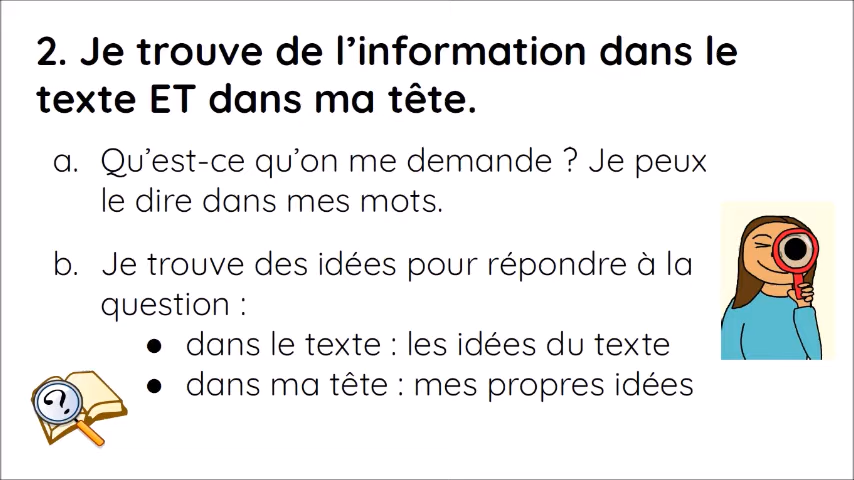 2. Je trouve de l’information dans le
texte ET dans ma tête.
a. Qu’est-ce qu’on me demande ? Je peux
le dire dans mes mots.
b. Je trouve des idées pour répondre à la
question :
● dans le texte : les idées du texte
● dans ma tête : mes propres idées
?